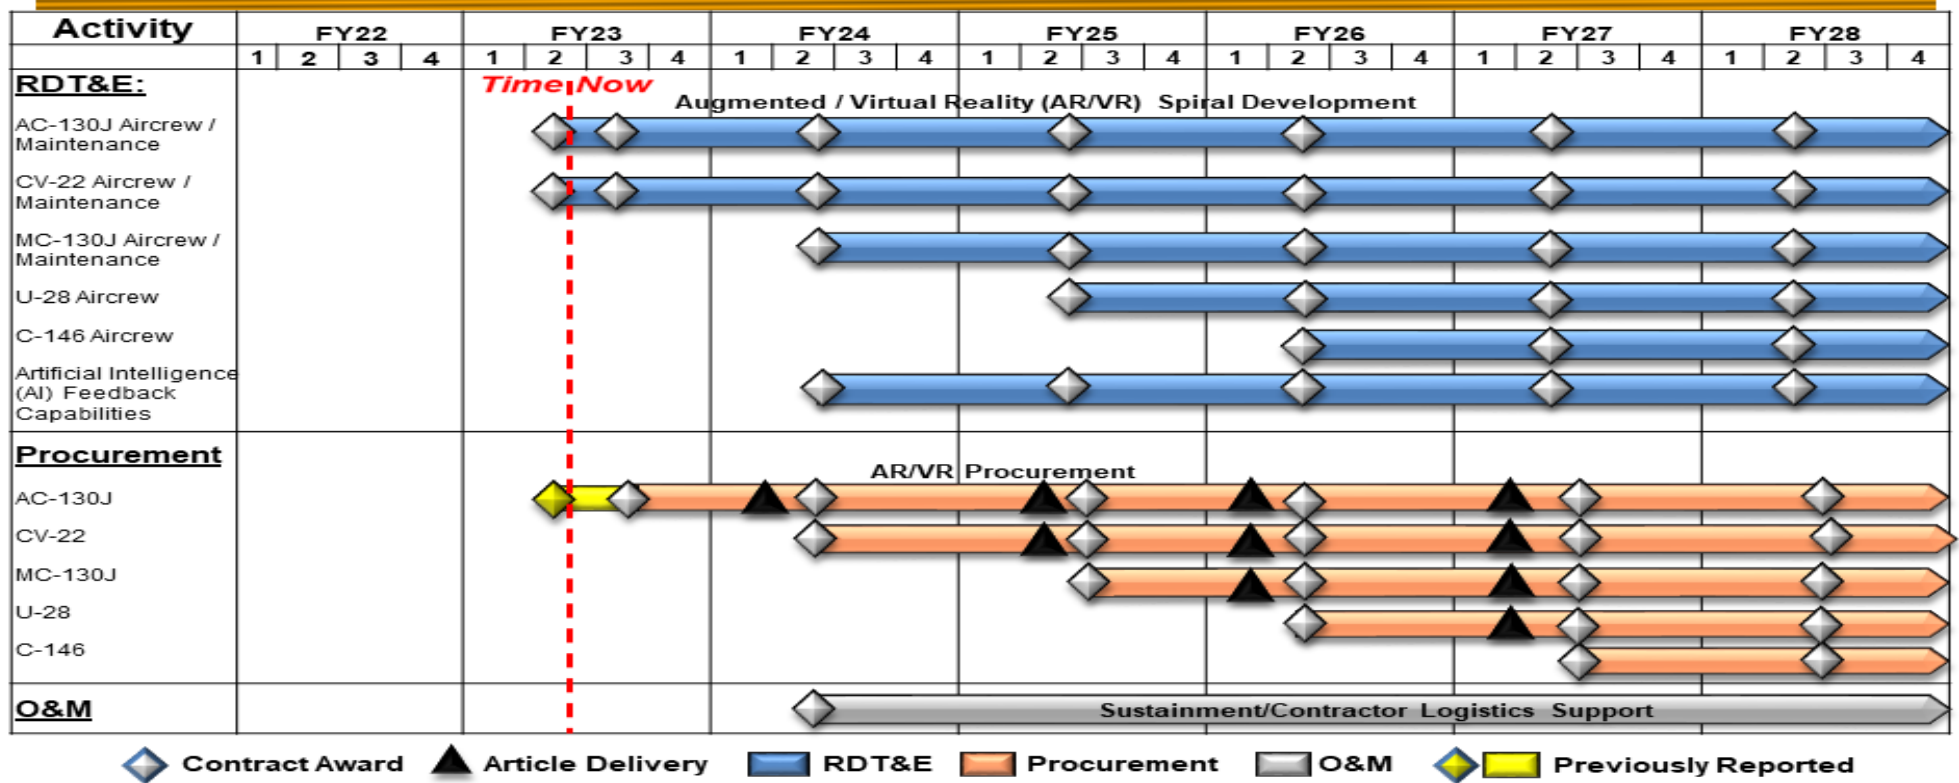 Activity FY22 FY23 FY24 FY25 FY26 FY27 FY28
1 2 3 4 1 2 3 4 1 2 3 4 1 2 3 4 1 2 3 4 1 2 3 4 1 2 3 4
RDT&E:
Time Now
Augmented / Virtual Reality (AR/VR) Spiral Development
AC-130J Aircrew /
Maintenance
CV-22 Aircrew /
Maintenance
MC-130J Aircrew /
Maintenance
U-28 Aircrew
C-146 Aircrew
Artificial Intelligence
(AI) Feedback
Capabilities
Procurement
AR/VR Procurement
AC-130J
CV-22
MC-130J
U-28
C-146
O&M
Sustainment/Contractor Logistics Support
Contract Award Article Delivery RDT&E Procurement O&M Previously Reported